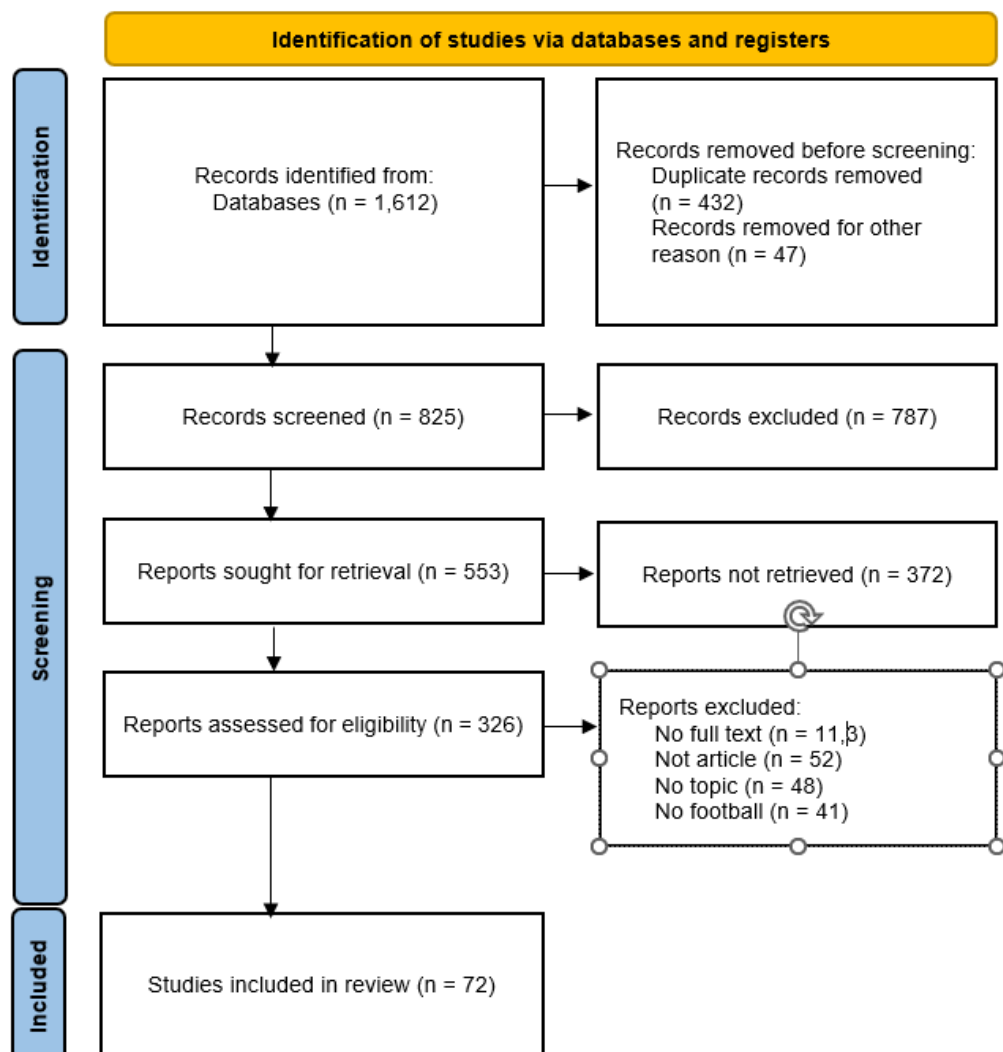 Identification of studies via databases and registers
Identification
Records identified from:
Databases (n = 1,612)
Records removed before screening:
Duplicate records removed
(n = 432)
Records removed for other
reason (n = 47)
Screening
Records screened (n = 825)
Records excluded (n = 787)
Reports sought for retrieval (n = 553)
Reports not retrieved (n = 372)
Reports assessed for eligibility (n = 326)
Reports excluded:
No full text (n = 11,3)
Not article (n = 52)
No topic (n = 48)
No football (n = 41)
Included
Studies included in review (n = 72)